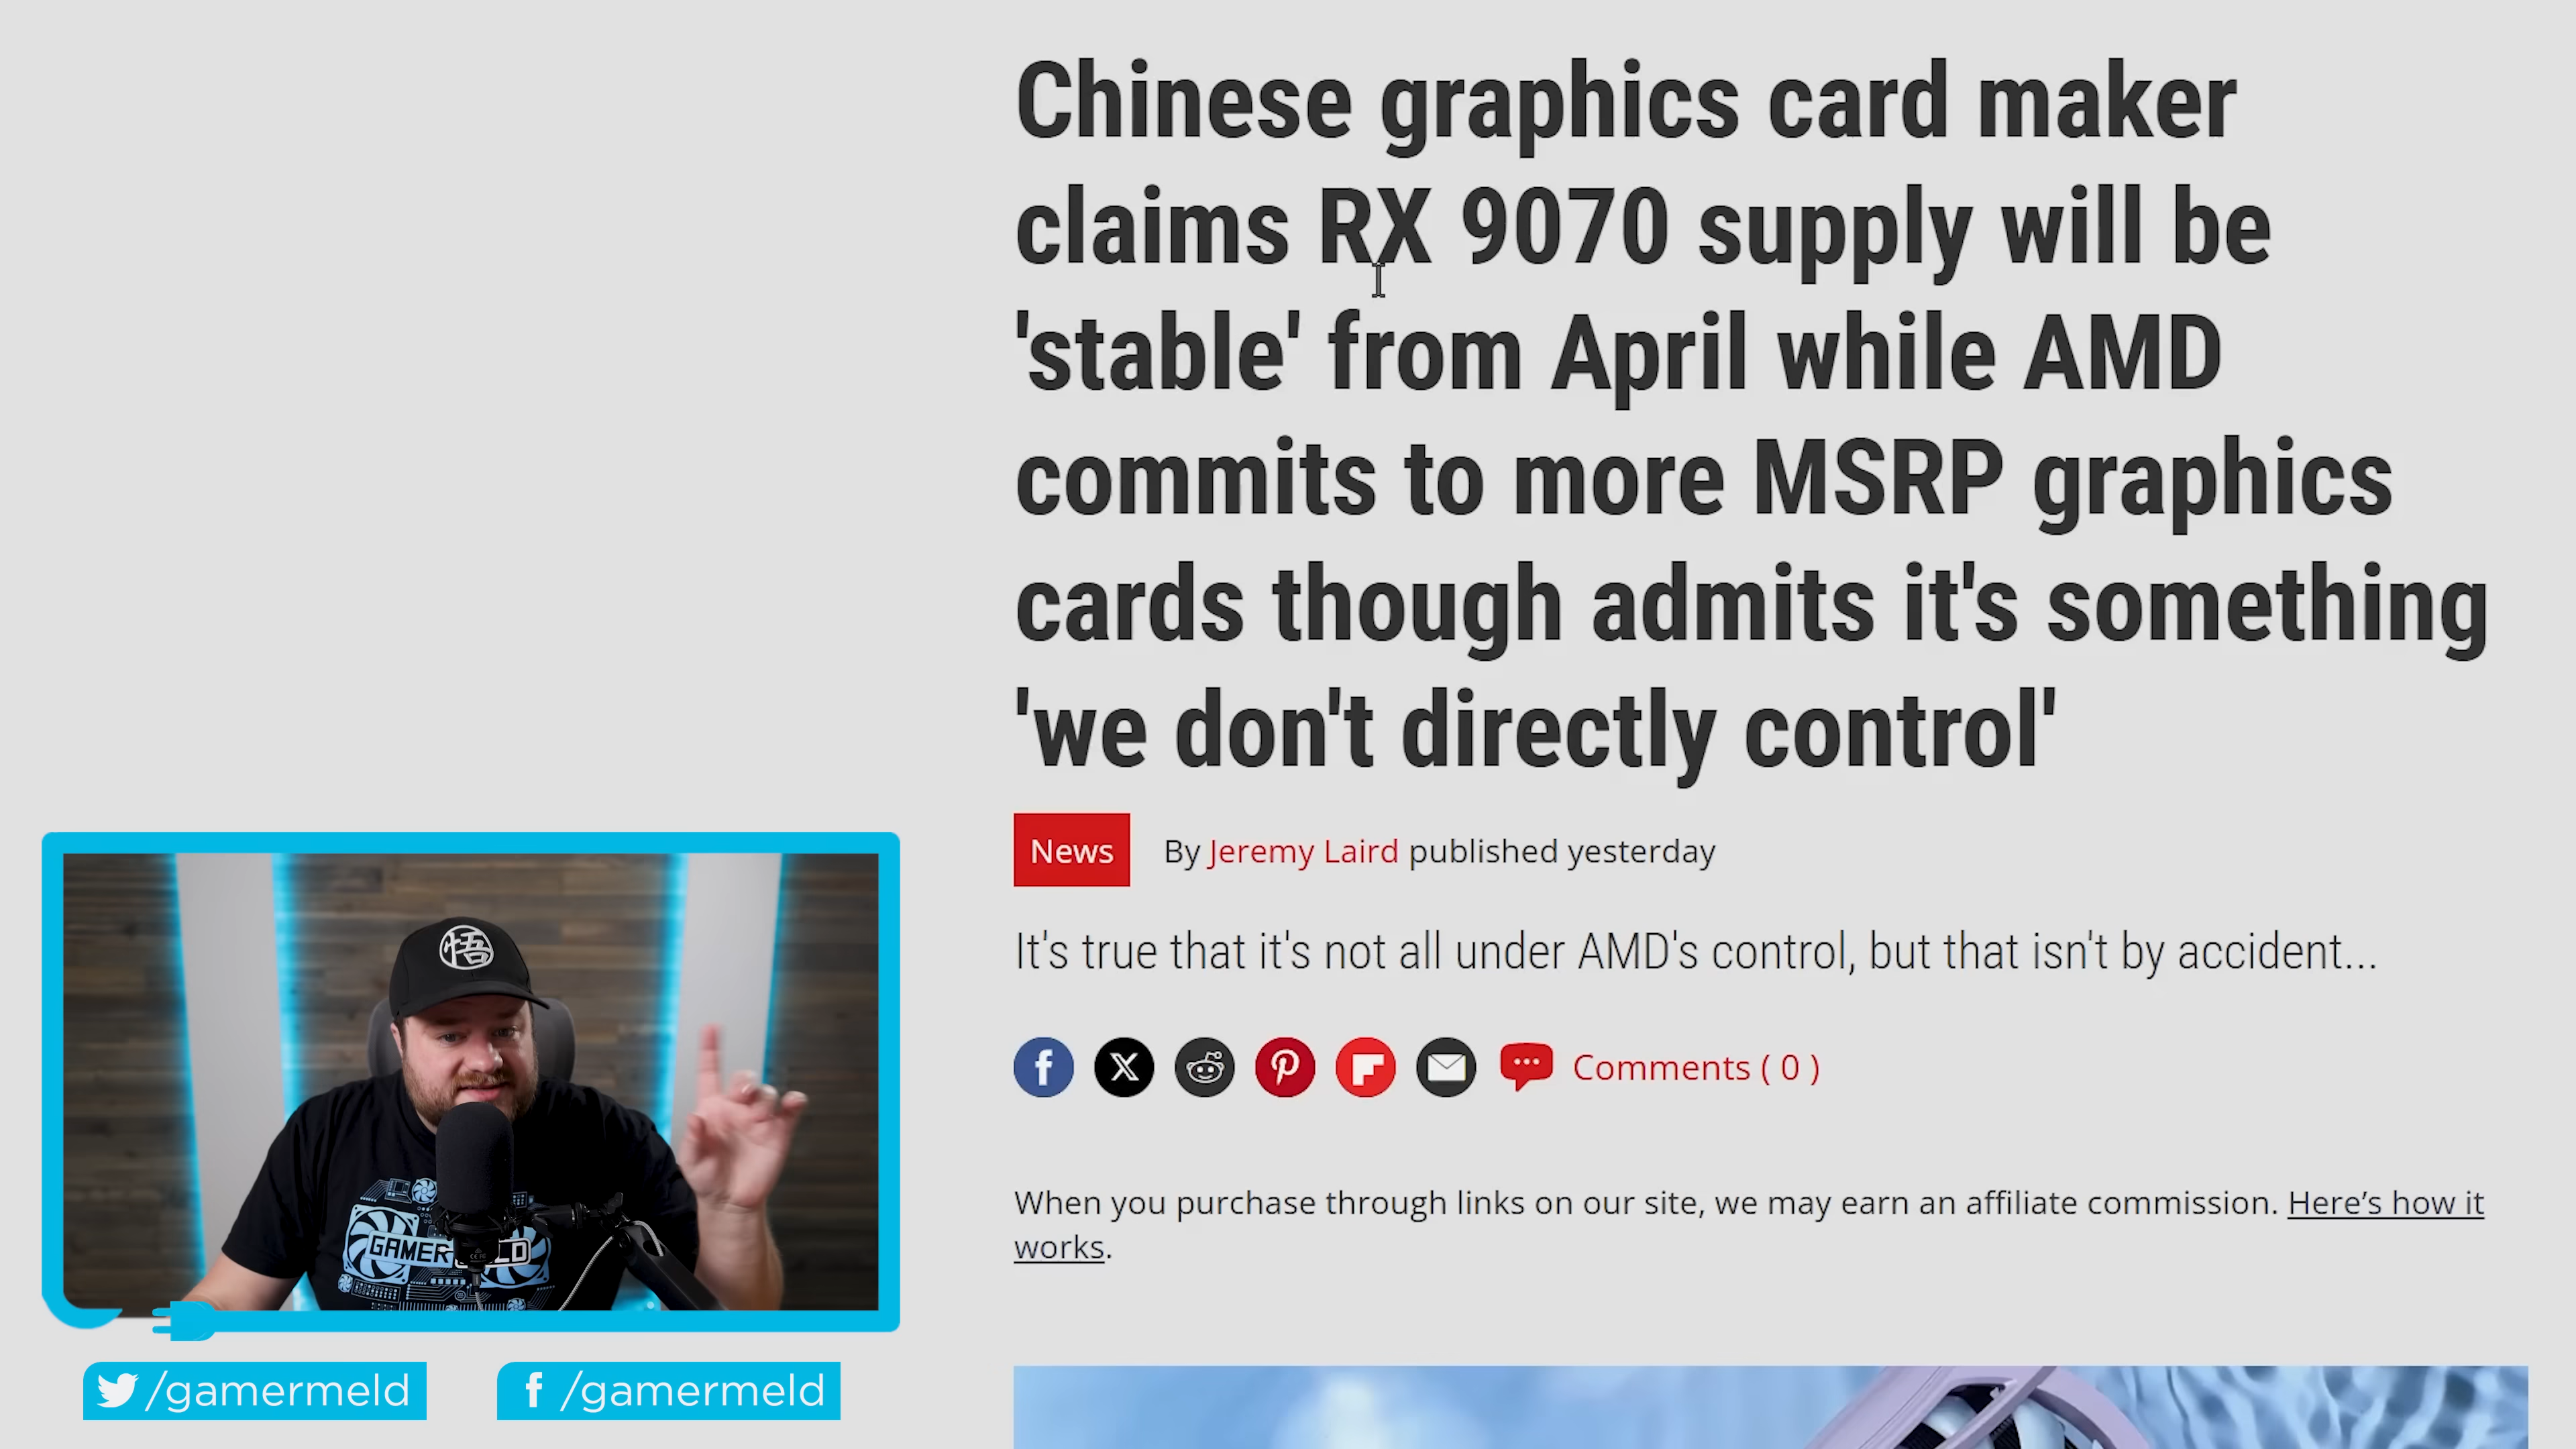 Chinese graphics card maker
claims RX 9070 supply will be
'stable' from April while AMD
commits to more MSRP graphics
cards though admits it's something
'we don't directly control'
News
By Jeremy Laird published yesterday
It's true that it's not all under AMD's control, but that isn't by accident...
Comments ( 0 )
When you purchase through links on our site, we may earn an affiliate commission. Here’s how it
works.
悟
/gamermeld
/gamermeld